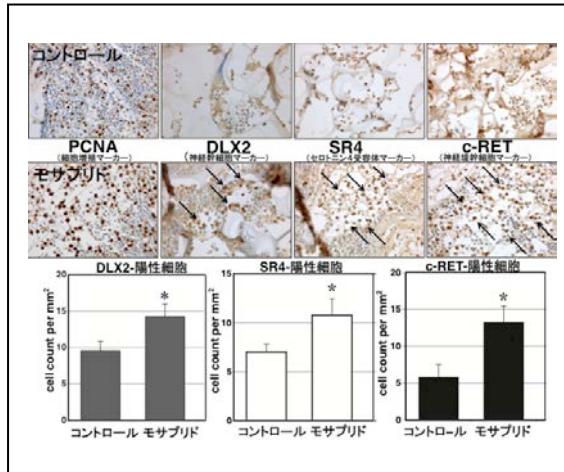 コントロール
PCNA DLX2 SR4 c-RET
(細胞増殖マーカー) (神経幹細胞マーカー) (セロトニン4受容体マーカー) (神経堤幹細胞マーカー)
モサプリド
DLX2-陽性細胞 SR4-陽性細胞 c-RET-陽性細胞
cell count per mm² cell count per mm² cell count per mm²
20 15 15
15 10 10
10 5 5
5
0 0 0
* * *
コントロール モサプリド コントロール モサプリド コントロール モサプリド